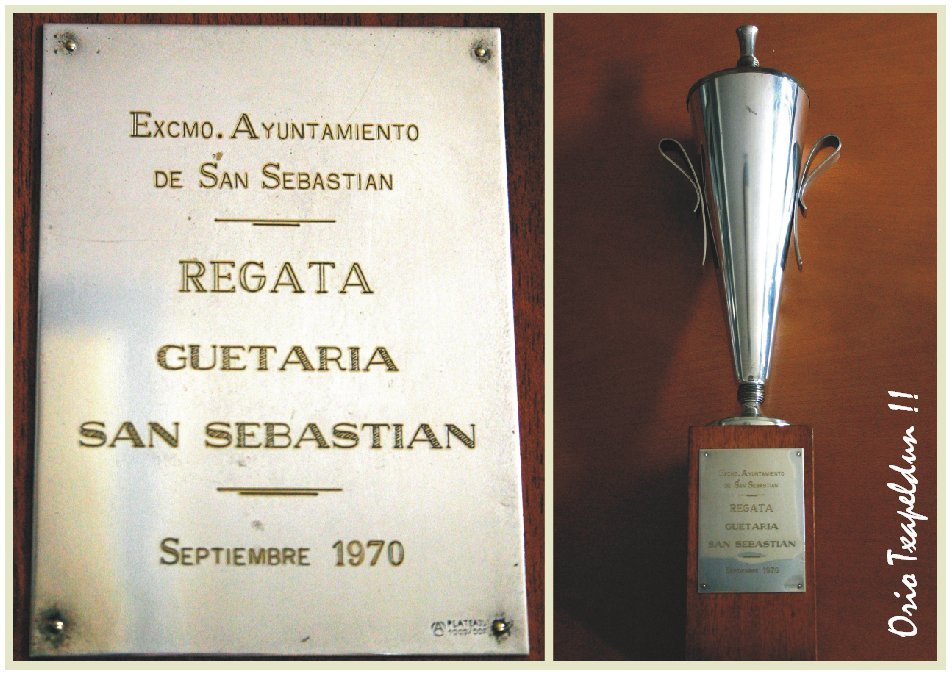 EXCMO. AYUNTAMIENTO
DE SAN SEBASTIAN
REGATA
GUETARIA
SAN SEBASTIAN
SEPTIEMBRE 1970
EXCMO. AYUNTAMIENTO
DE SAN SEBASTIAN
REGATA
GUETARIA
SAN SEBASTIAN
SEPTIEMBRE 1970
Orio Txapeldun !!